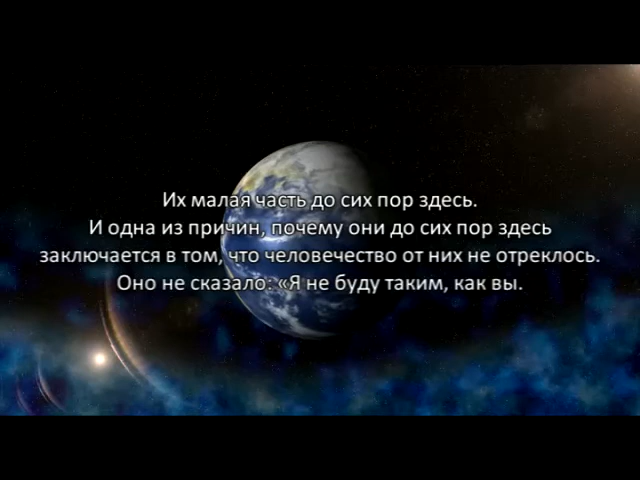 Их малая часть до сих пор здесь.
И одна из причин, почему они до сих пор здесь
заключается в том, что человечество от них не отреклось.
Оно не сказало: «Я не буду таким, как вы.